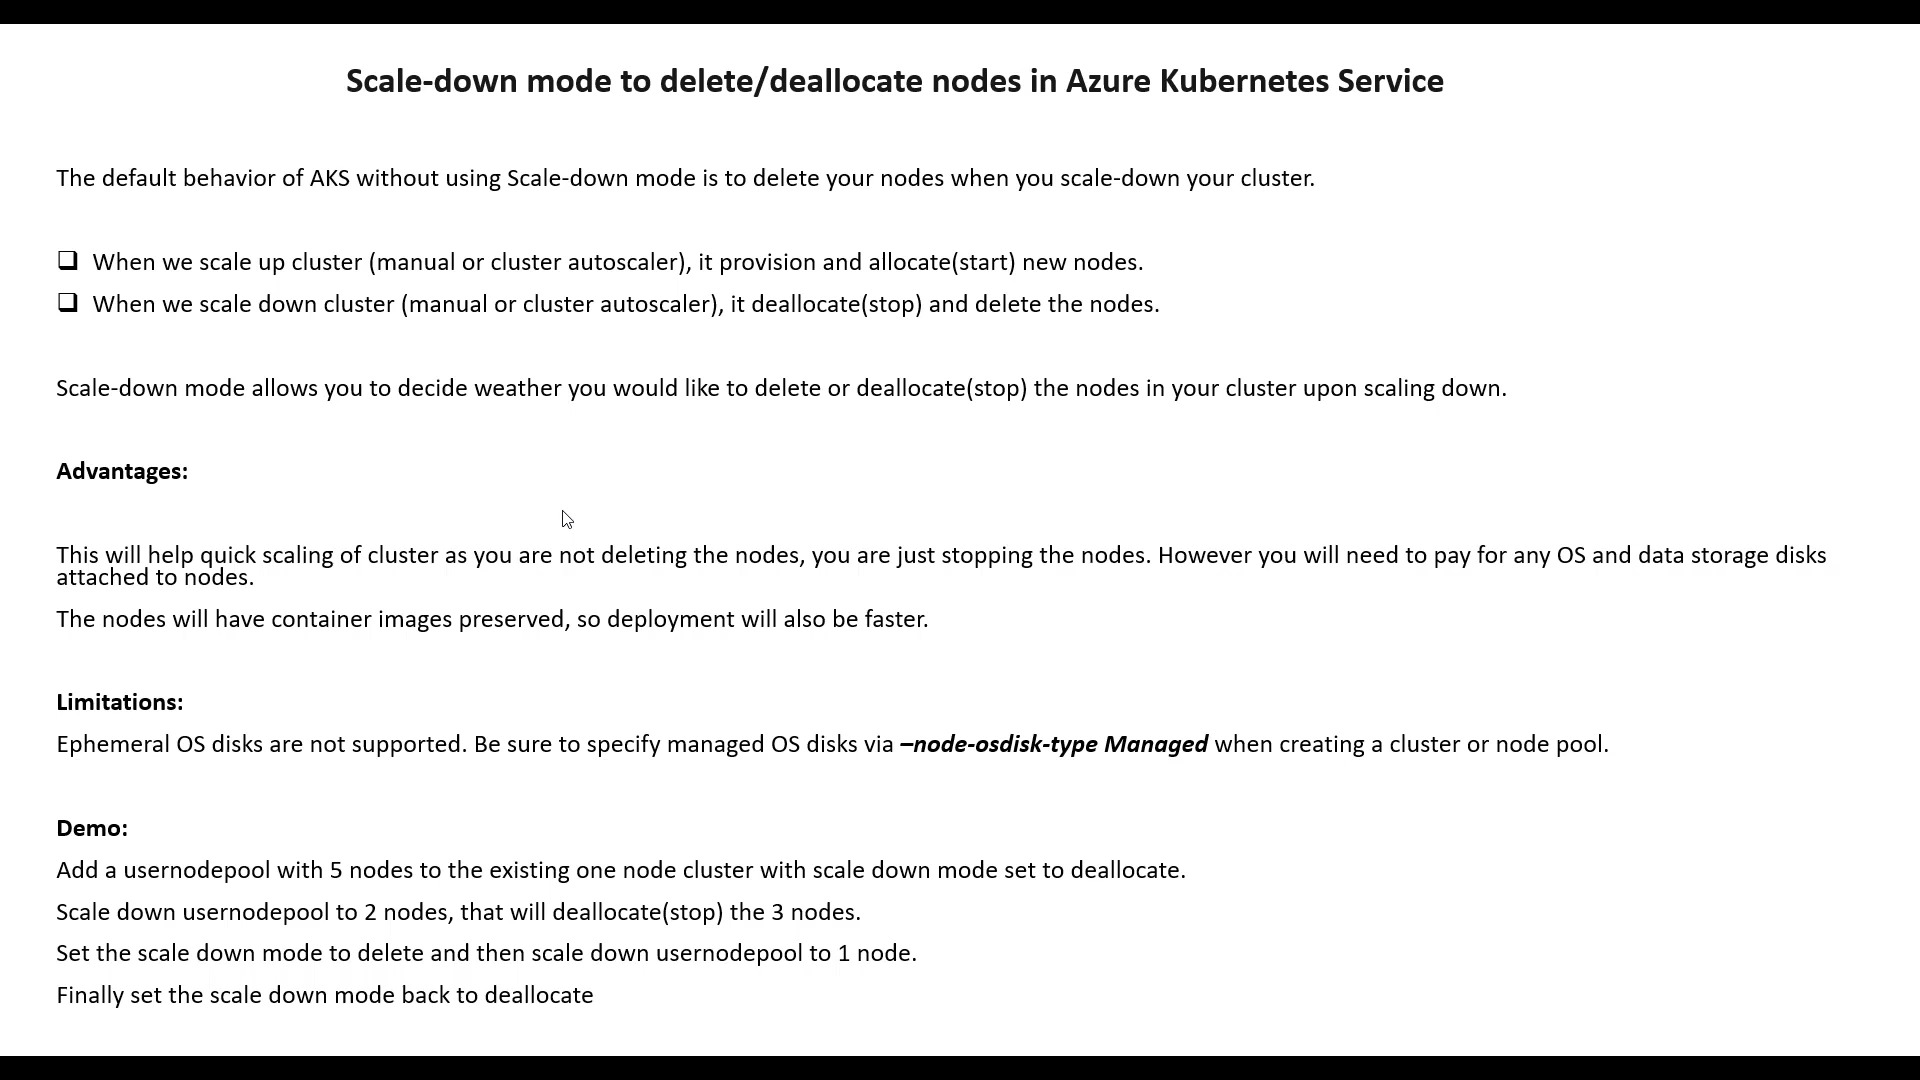 Scale-down mode to delete/deallocate nodes in Azure Kubernetes Service
The default behavior of AKS without using Scale-down mode is to delete your nodes when you scale-down your cluster.
❑ When we scale up cluster (manual or cluster autoscaler), it provision and allocate(start) new nodes.
❑ When we scale down cluster (manual or cluster autoscaler), it deallocate(stop) and delete the nodes.
Scale-down mode allows you to decide weather you would like to delete or deallocate(stop) the nodes in your cluster upon scaling down.
Advantages:
This will help quick scaling of cluster as you are not deleting the nodes, you are just stopping the nodes. However you will need to pay for any OS and data storage disks
attached to nodes.
The nodes will have container images preserved, so deployment will also be faster.
Limitations:
Ephemeral OS disks are not supported. Be sure to specify managed OS disks via –node-osdisk-type Managed when creating a cluster or node pool.
Demo:
Add a usernodepool with 5 nodes to the existing one node cluster with scale down mode set to deallocate.
Scale down usernodepool to 2 nodes, that will deallocate(stop) the 3 nodes.
Set the scale down mode to delete and then scale down usernodepool to 1 node.
Finally set the scale down mode back to deallocate